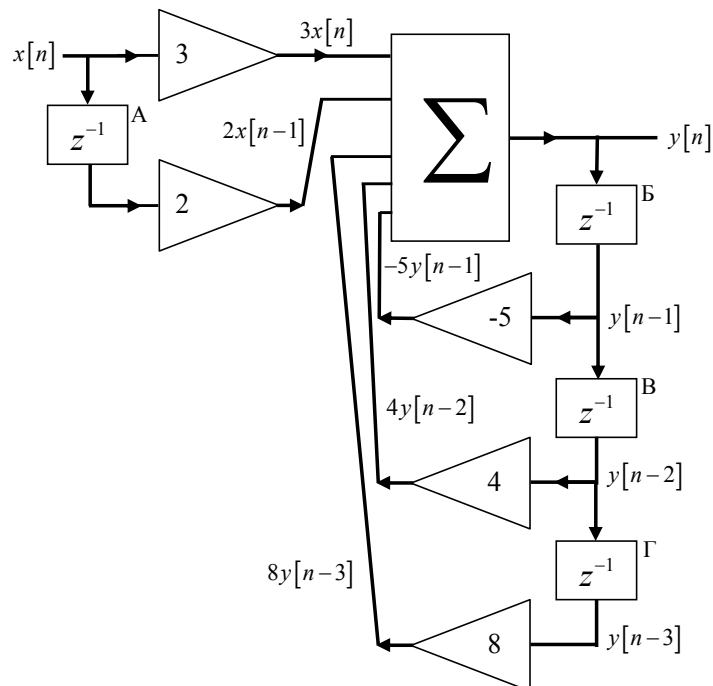 3x[n]
x[n]
3
А
z⁻¹
2x[n−1]
2
Σ
y[n]
Б
z⁻¹
−5y[n−1]
-5
y[n−1]
В
z⁻¹
4y[n−2]
4
y[n−2]
Г
z⁻¹
8y[n−3]
8
y[n−3]